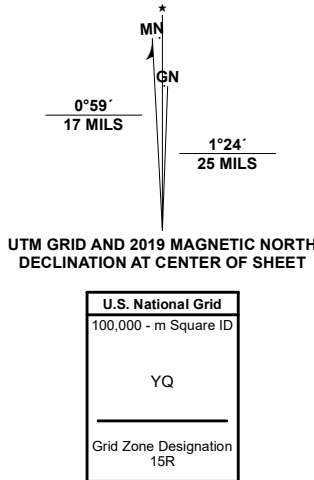 ★
MN
GN
0°59´
17 MILS
1°24´
25 MILS
UTM GRID AND 2019 MAGNETIC NORTH
DECLINATION AT CENTER OF SHEET
U.S. National Grid
100,000 - m Square ID
YQ
Grid Zone Designation
15R